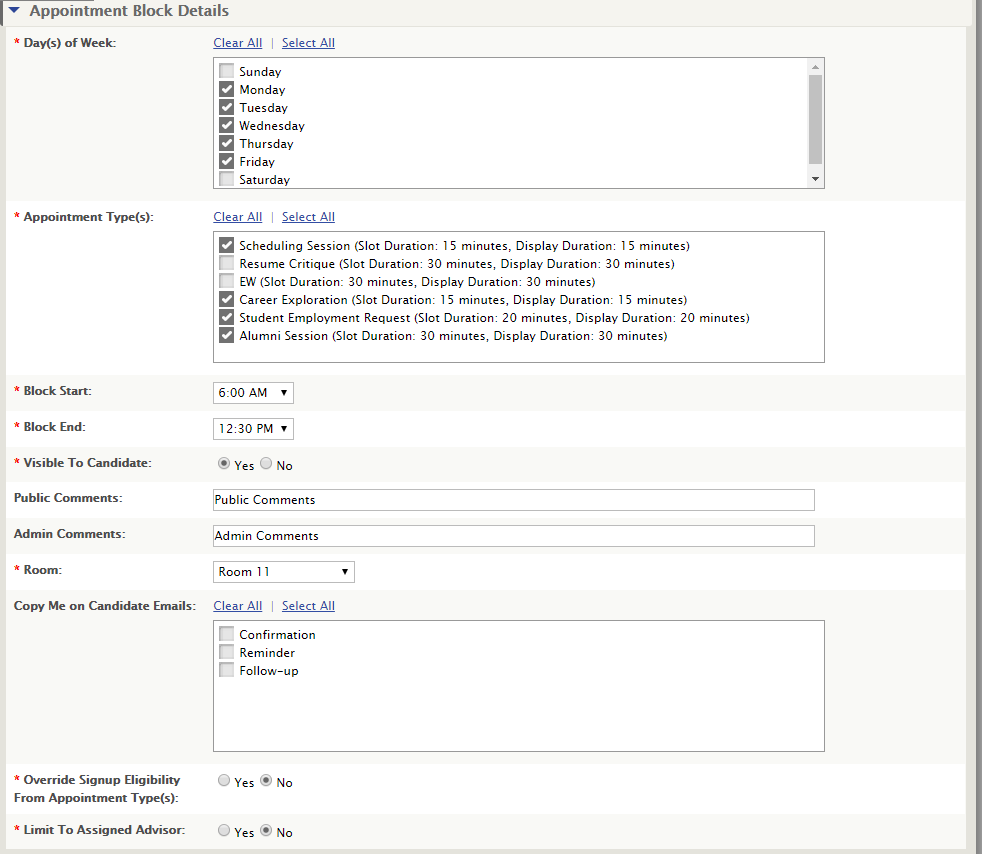 Appointment Block Details
* Day(s) of Week:
Clear All | Select All
Sunday
Monday
Tuesday
Wednesday
Thursday
Friday
Saturday
* Appointment Type(s):
Clear All | Select All
Scheduling Session (Slot Duration: 15 minutes, Display Duration: 15 minutes)
Resume Critique (Slot Duration: 30 minutes, Display Duration: 30 minutes)
EW (Slot Duration: 30 minutes, Display Duration: 30 minutes)
Career Exploration (Slot Duration: 15 minutes, Display Duration: 15 minutes)
Student Employment Request (Slot Duration: 20 minutes, Display Duration: 20 minutes)
Alumni Session (Slot Duration: 30 minutes, Display Duration: 30 minutes)
* Block Start:
6:00 AM
* Block End:
12:30 PM
* Visible To Candidate:
Yes No
Public Comments:
Public Comments
Admin Comments:
Admin Comments
* Room:
Room 11
Copy Me on Candidate Emails:
Clear All | Select All
Confirmation
Reminder
Follow-up
* Override Signup Eligibility
From Appointment Type(s):
Yes No
* Limit To Assigned Advisor:
Yes No